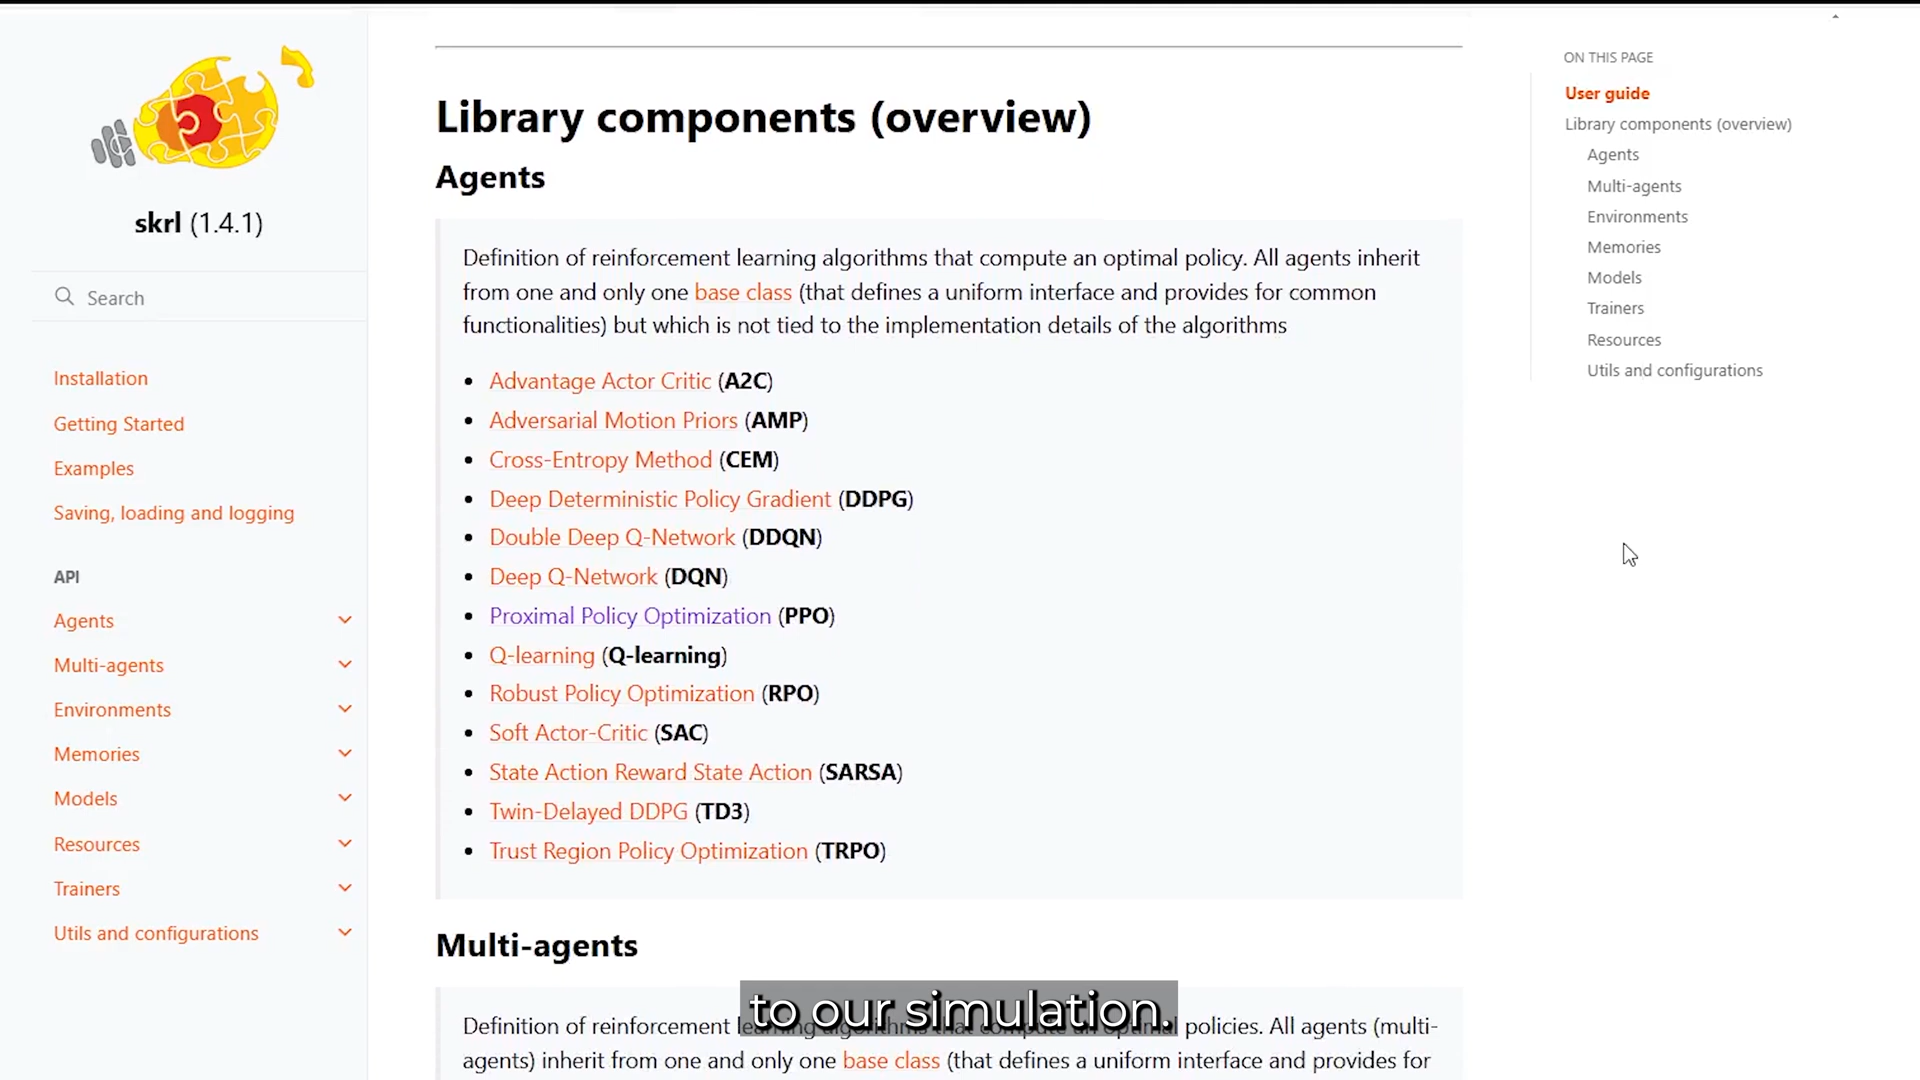 skrl (1.4.1)
Search
Installation
Getting Started
Examples
Saving, loading and logging
API
Agents
Multi-agents
Environments
Memories
Models
Resources
Trainers
Utils and configurations
Library components (overview)
Agents
Definition of reinforcement learning algorithms that compute an optimal policy. All agents inherit
from one and only one base class (that defines a uniform interface and provides for common
functionalities) but which is not tied to the implementation details of the algorithms
• Advantage Actor Critic (A2C)
• Adversarial Motion Priors (AMP)
• Cross-Entropy Method (CEM)
• Deep Deterministic Policy Gradient (DDPG)
• Double Deep Q-Network (DDQN)
• Deep Q-Network (DQN)
• Proximal Policy Optimization (PPO)
• Q-learning (Q-learning)
• Robust Policy Optimization (RPO)
• Soft Actor-Critic (SAC)
• State Action Reward State Action (SARSA)
• Twin-Delayed DDPG (TD3)
• Trust Region Policy Optimization (TRPO)
Multi-agents
Definition of reinforcement learning algorithms that compute an optimal policies. All agents (multi-
agents) inherit from one and only one base class (that defines a uniform interface and provides for
to our simulation.
ON THIS PAGE
User guide
Library components (overview)
Agents
Multi-agents
Environments
Memories
Models
Trainers
Resources
Utils and configurations